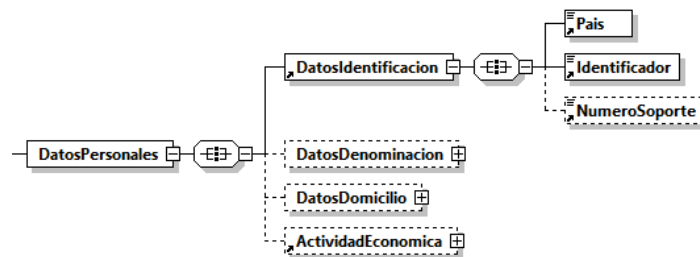 Pais
DatosIdentificacion
Identificador
NumeroSoporte
DatosPersonales
DatosDenominacion
DatosDomicilio
ActividadEconomica